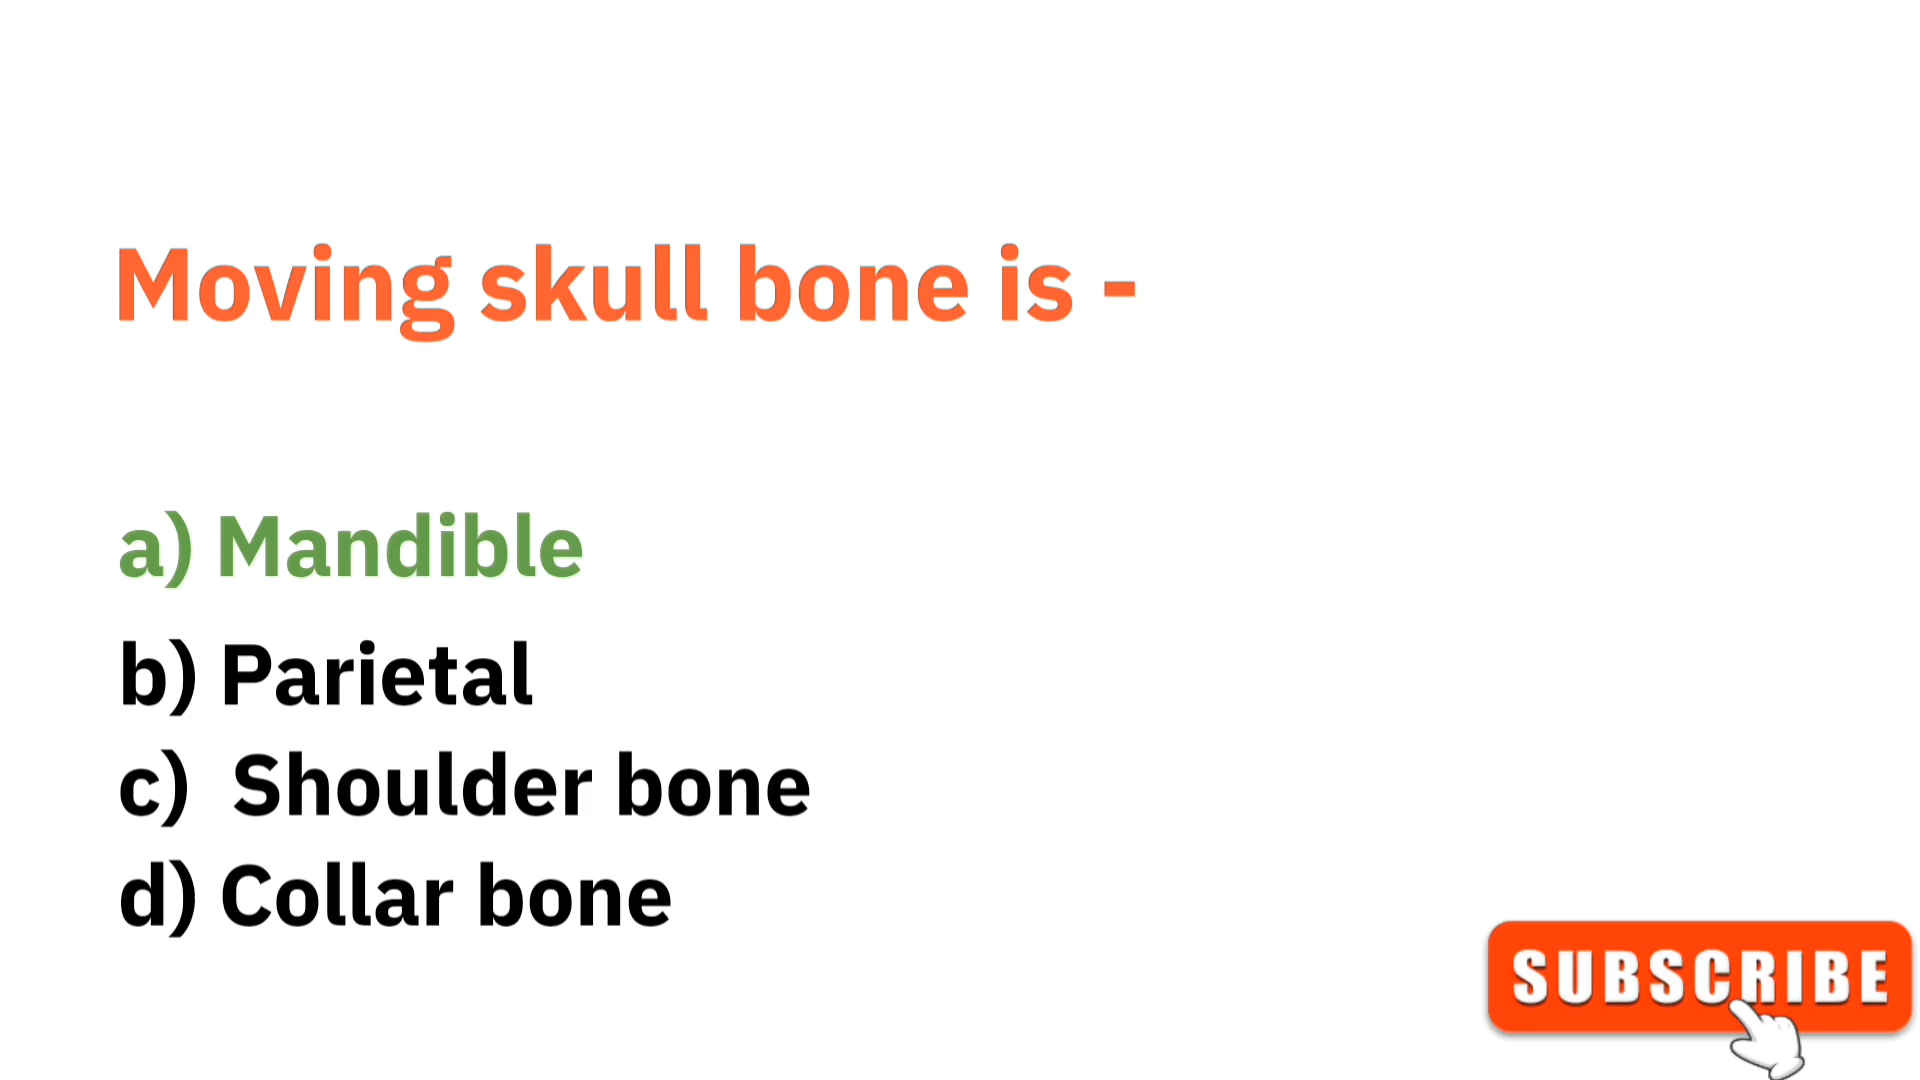 Moving skull bone is -
a) Mandible
b) Parietal
c) Shoulder bone
d) Collar bone
SUBSCRIBE